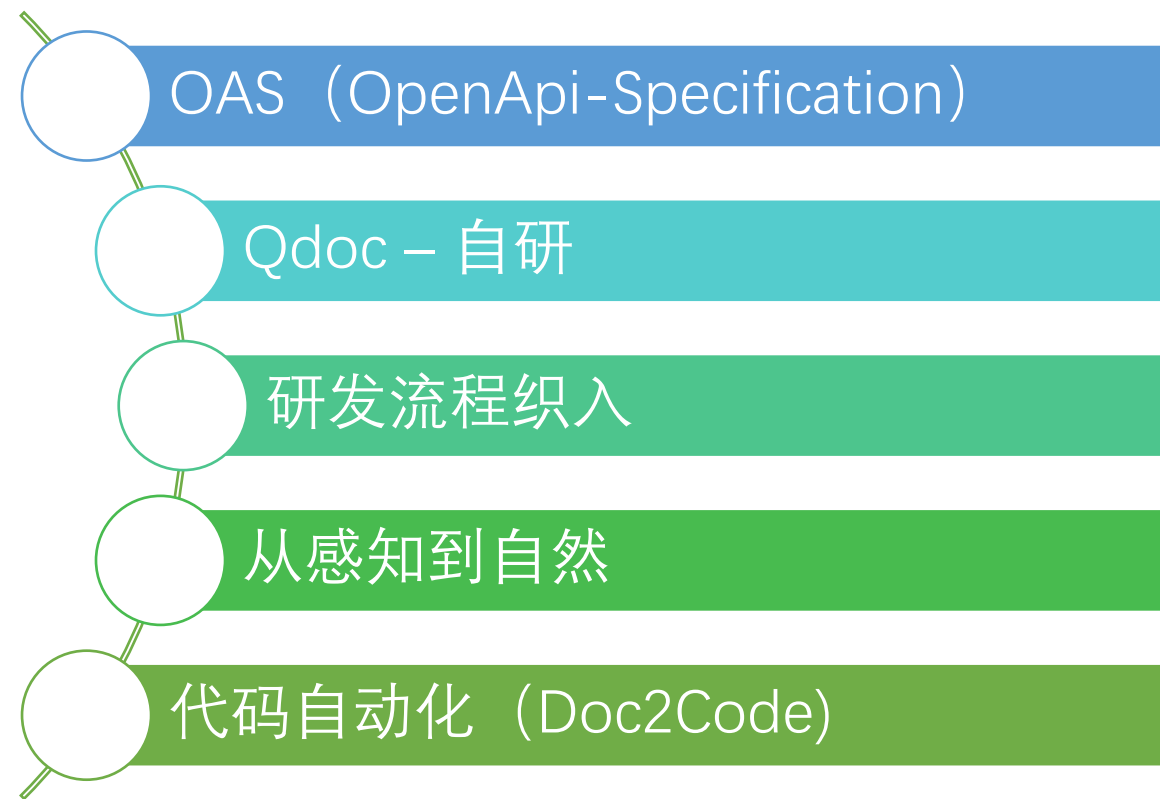 OAS（OpenApi-Specification）
Qdoc – 自研
研发流程织入
从感知到自然
代码自动化（Doc2Code)